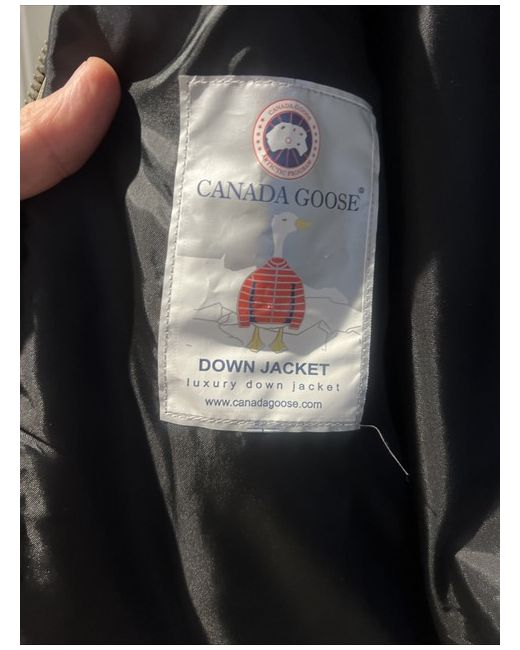 CANADA GOOSE
ARCTIC PROGRAM
CANADA GOOSE®
DOWN JACKET
luxury down jacket
www.canadagoose.com